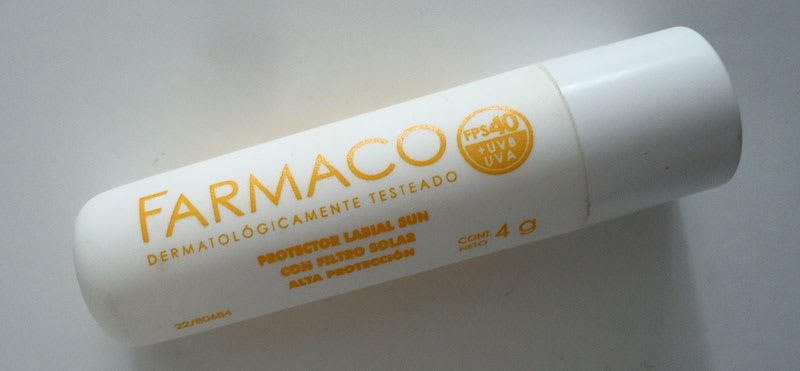 FARMACO
DERMATOLÓGICAMENTE TESTEADO
FPS40
+UVB
UVA
PROTECTOR LABIAL SUN
CON FILTRO SOLAR
ALTA PROTECCIÓN
CONT.
NETO
4 g